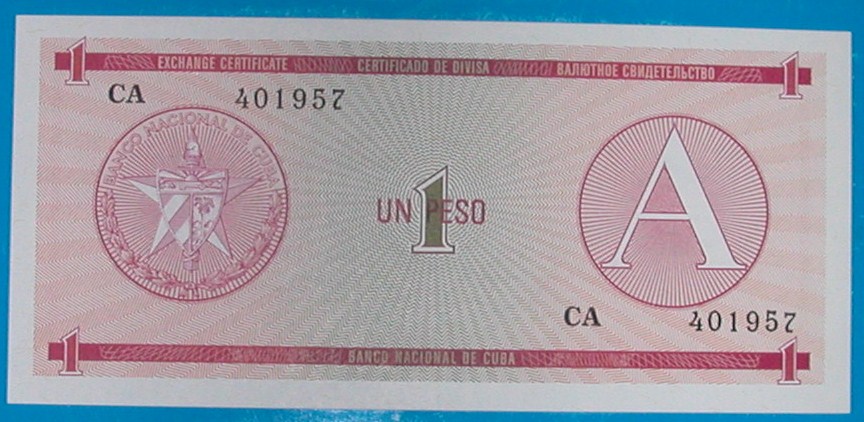 1 EXCHANGE CERTIFICATE CERTIFICADO DE DIVISA ВАЛЮТНОЕ СВИДЕТЕЛЬСТВО 1
CA 401957
BANCO NACIONAL DE CUBA
UN 1 PESO
A
CA 401957
1 BANCO NACIONAL DE CUBA 1